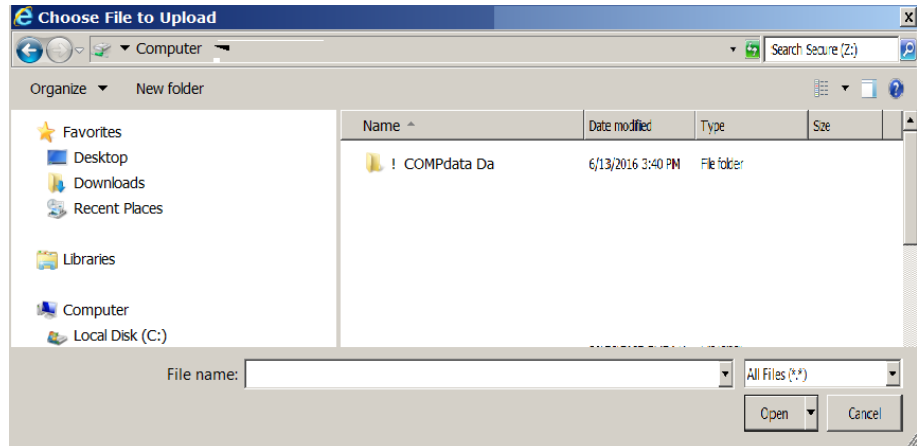 Choose File to Upload
Computer
Search Secure (Z:)
Organize New folder
Favorites
Desktop
Downloads
Recent Places
Libraries
Computer
Local Disk (C:)
Name Date modified Type Size
! COMPdata Da 6/13/2016 3:40 PM File folder
File name: All Files (*.*)
Open Cancel